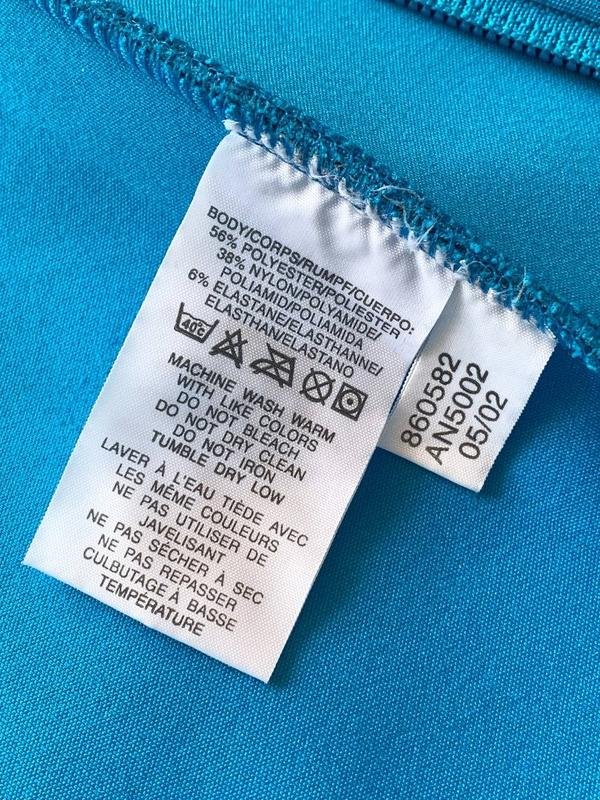 BODY/CORPS/RUMPF/CUERPO:
56% POLYESTER/POLIESTER
38% NYLON/POLYAMIDE/
POLIAMID/POLIAMIDA
6% ELASTANE/ELASTHANNE/
ELASTHAN/ELASTANO
40c
MACHINE WASH WARM
WITH LIKE COLORS
DO NOT BLEACH
DO NOT DRY CLEAN
DO NOT IRON
TUMBLE DRY LOW
LAVER À L'EAU TIÈDE AVEC
LES MÊME COULEURS
NE PAS UTILISER DE
JAVELISANT
NE PAS SÉCHER À SEC
NE PAS REPASSER
CULBUTAGE À BASSE
TEMPÉRATURE
860582
AN5002
05/02